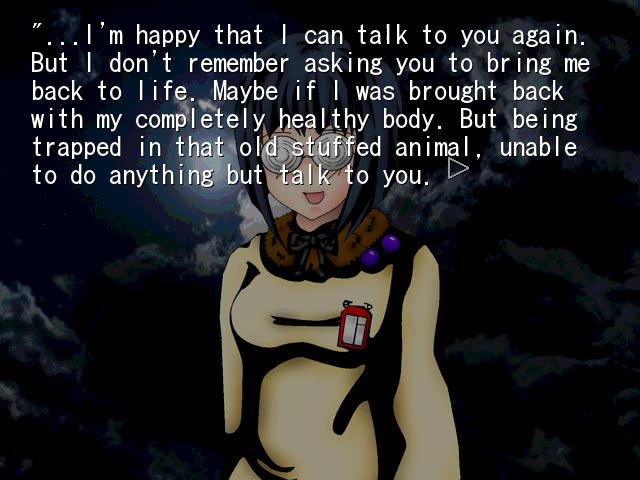 "...I'm happy that I can talk to you again.
But I don't remember asking you to bring me
back to life. Maybe if I was brought back
with my completely healthy body. But being
trapped in that old stuffed animal, unable
to do anything but talk to you.